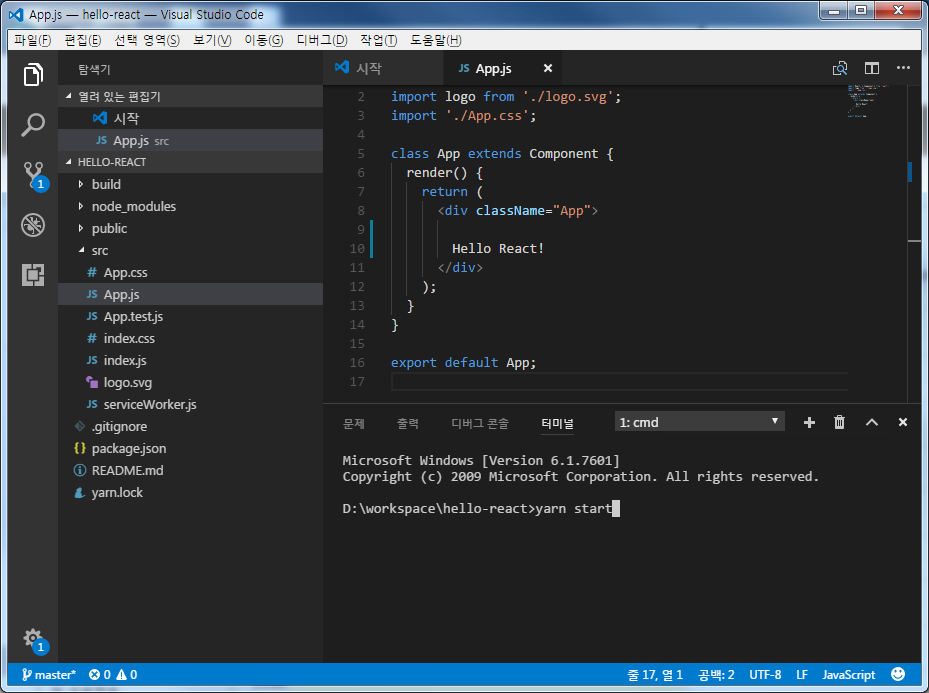 App.js — hello-react — Visual Studio Code
파일(F) 편집(E) 선택 영역(S) 보기(V) 이동(G) 디버그(D) 작업(T) 도움말(H)
탐색기
열려 있는 편집기
시작
JS App.js src
HELLO-REACT
build
node_modules
public
src
# App.css
JS App.js
JS App.test.js
# index.css
JS index.js
logo.svg
JS serviceWorker.js
.gitignore
{} package.json
README.md
yarn.lock
1
1
시작
JS App.js
2 import logo from './logo.svg';
3 import './App.css';
4
5 class App extends Component {
6 render() {
7 return (
8 <div className="App">
9
10 Hello React!
11 </div>
12 );
13 }
14 }
15
16 export default App;
17
문제 출력 디버그 콘솔 터미널 1: cmd
Microsoft Windows [Version 6.1.7601]
Copyright (c) 2009 Microsoft Corporation. All rights reserved.
D:\workspace\hello-react>yarn start
master* 0 0 줄 17, 열 1 공백: 2 UTF-8 LF JavaScript